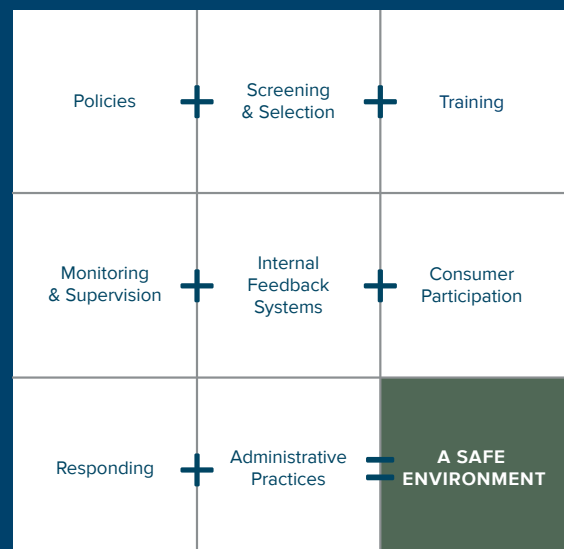 Policies
+
Screening
& Selection
+
Training
Monitoring
& Supervision
+
Internal
Feedback
Systems
+
Consumer
Participation
Responding
+
Administrative
Practices
=
A SAFE
ENVIRONMENT